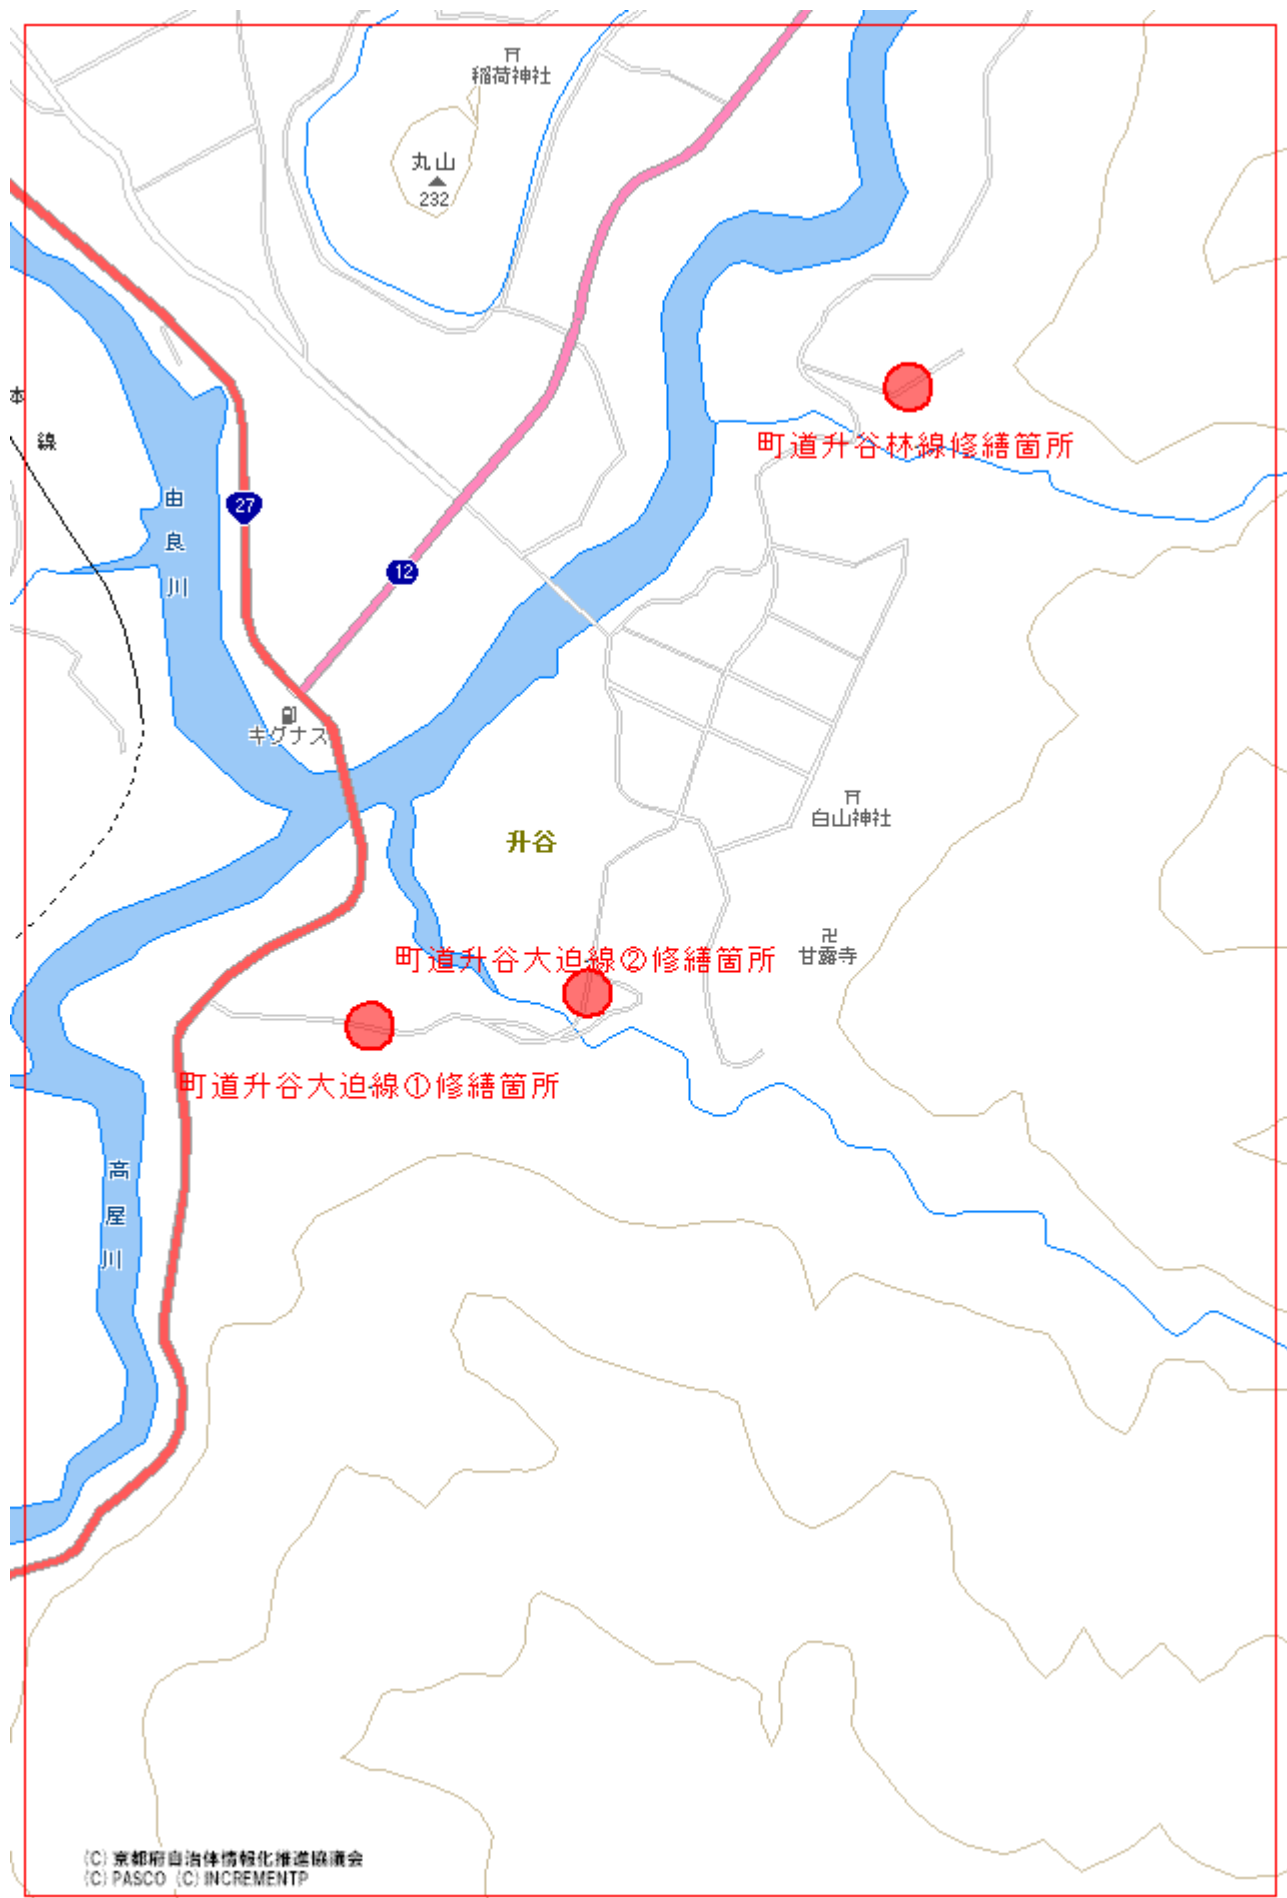 稲荷神社
丸山
232
本
線
町道升谷林線修繕箇所
由
良
川
27
12
キグナス
白山神社
升谷
甘露寺
町道升谷大迫線②修繕箇所
町道升谷大迫線①修繕箇所
高
屋
川
(C) 京都府自治体情報化推進協議会
(C) PASCO (C) INCREMENTP